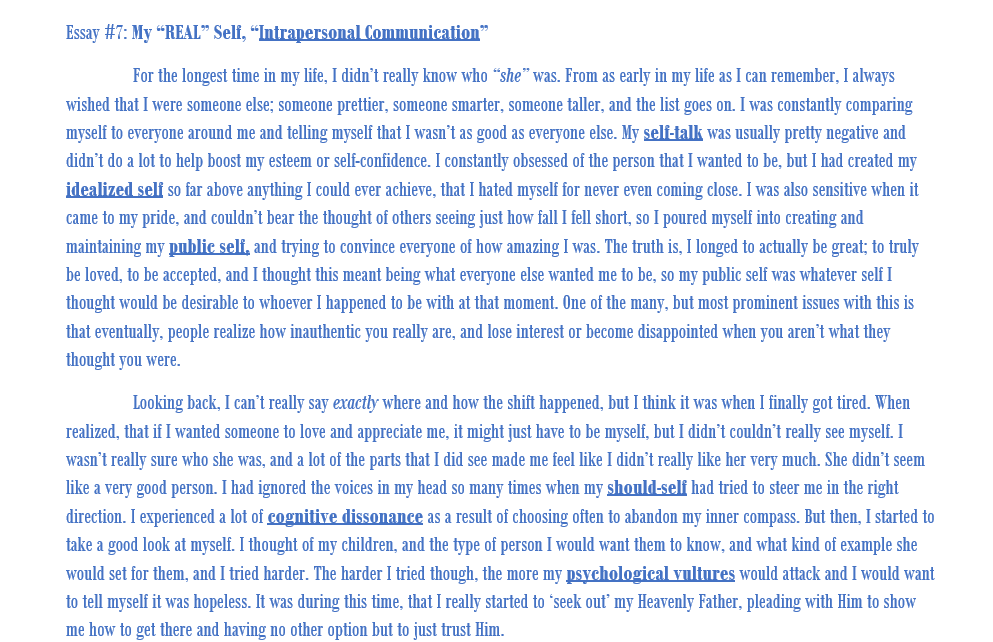 Essay #7: My “REAL” Self, “Intrapersonal Communication”
For the longest time in my life, I didn’t really know who “she” was. From as early in my life as I can remember, I always
wished that I were someone else; someone prettier, someone smarter, someone taller, and the list goes on. I was constantly comparing
myself to everyone around me and telling myself that I wasn’t as good as everyone else. My self-talk was usually pretty negative and
didn’t do a lot to help boost my esteem or self-confidence. I constantly obsessed of the person that I wanted to be, but I had created my
idealized self so far above anything I could ever achieve, that I hated myself for never even coming close. I was also sensitive when it
came to my pride, and couldn’t bear the thought of others seeing just how fall I fell short, so I poured myself into creating and
maintaining my public self, and trying to convince everyone of how amazing I was. The truth is, I longed to actually be great; to truly
be loved, to be accepted, and I thought this meant being what everyone else wanted me to be, so my public self was whatever self I
thought would be desirable to whoever I happened to be with at that moment. One of the many, but most prominent issues with this is
that eventually, people realize how inauthentic you really are, and lose interest or become disappointed when you aren’t what they
thought you were.
Looking back, I can’t really say exactly where and how the shift happened, but I think it was when I finally got tired. When
realized, that if I wanted someone to love and appreciate me, it might just have to be myself, but I didn’t couldn’t really see myself. I
wasn’t really sure who she was, and a lot of the parts that I did see made me feel like I didn’t really like her very much. She didn’t seem
like a very good person. I had ignored the voices in my head so many times when my should-self had tried to steer me in the right
direction. I experienced a lot of cognitive dissonance as a result of choosing often to abandon my inner compass. But then, I started to
take a good look at myself. I thought of my children, and the type of person I would want them to know, and what kind of example she
would set for them, and I tried harder. The harder I tried though, the more my psychological vultures would attack and I would want
to tell myself it was hopeless. It was during this time, that I really started to ‘seek out’ my Heavenly Father, pleading with Him to show
me how to get there and having no other option but to just trust Him.